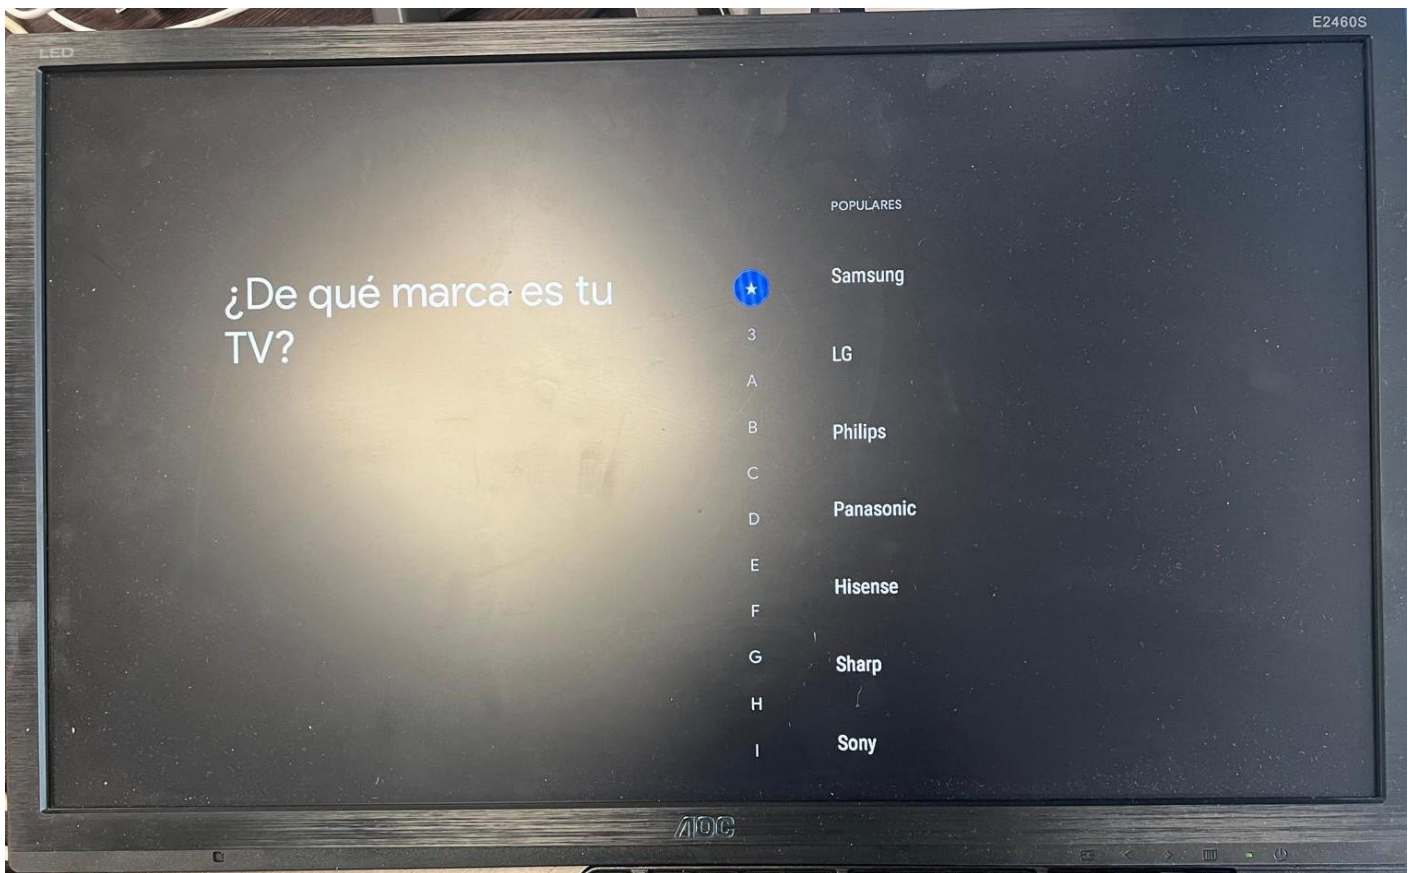 E2460S
LED
¿De qué marca es tu
TV?
3
A
B
C
D
E
F
G
H
I
POPULARES
Samsung
LG
Philips
Panasonic
Hisense
Sharp
Sony
AOC